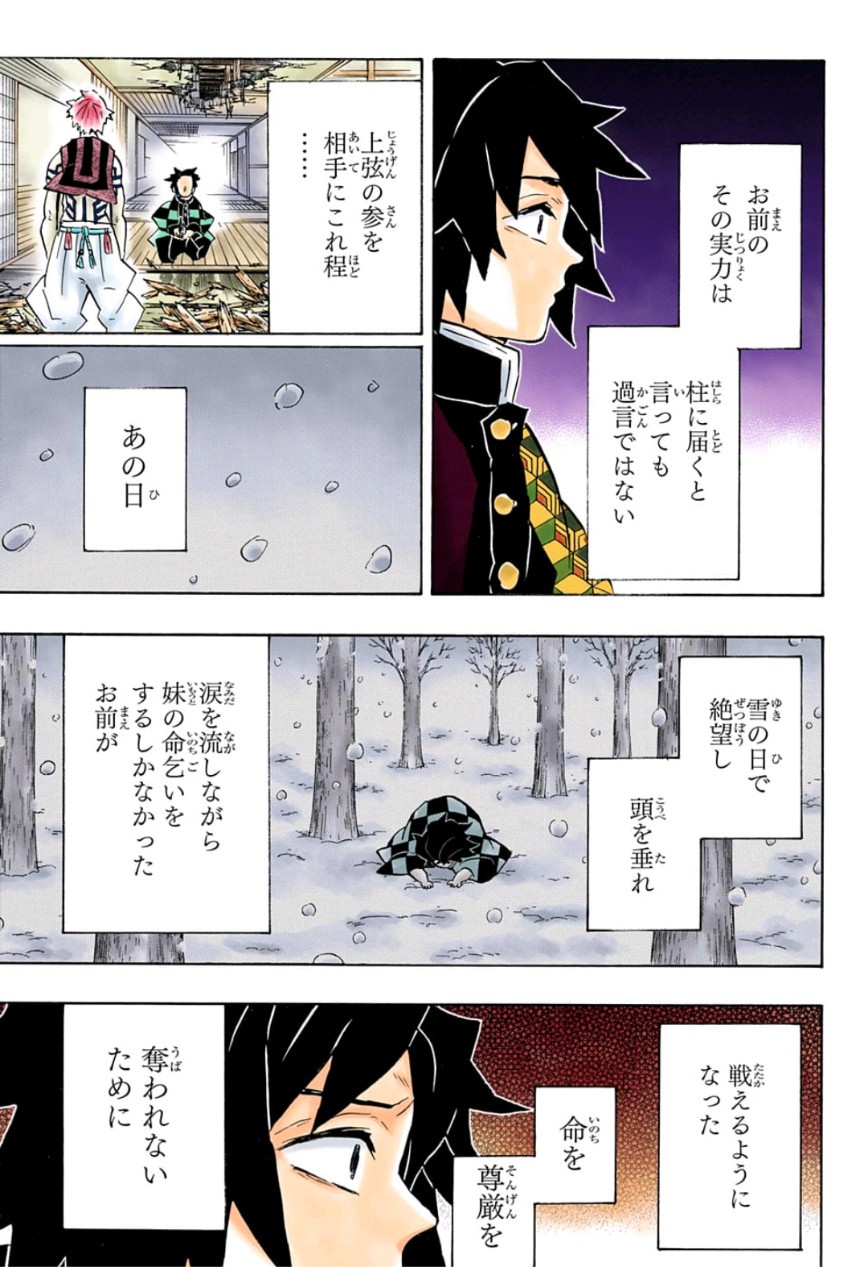 お前の
その実力は
柱に届くと
言っても
過言ではない
上弦の参を
相手にこれ程
……
あの日
雪の日で
絶望し
頭を垂れ
涙を流しながら
妹の命乞いを
するしかなかった
お前が
戦えるように
なった
命を
尊厳を
奪われない
ために